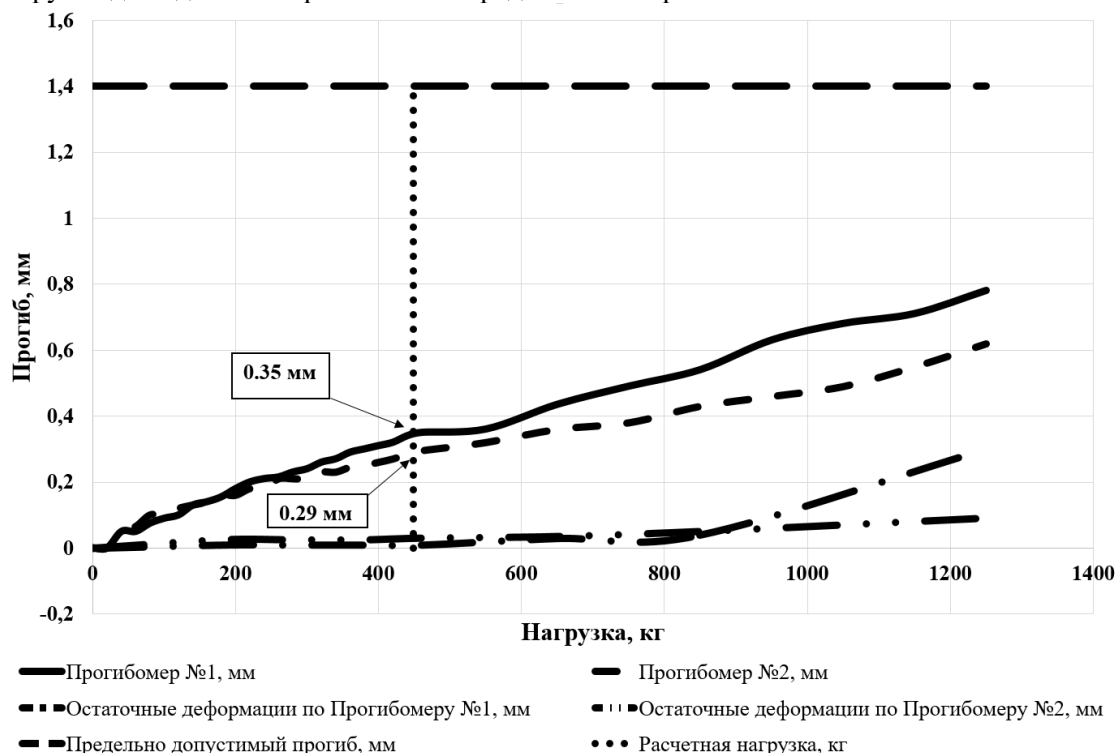 1,6
1,4
1,2
1
0,8
0,6
0,4
0,2
0
-0,2
Прогиб, мм
0.35 мм
0.29 мм
0 200 400 600 800 1000 1200 1400
Нагрузка, кг
Прогибомер №1, мм
Прогибомер №2, мм
Остаточные деформации по Прогибомеру №1, мм
Остаточные деформации по Прогибомеру №2, мм
Предельно допустимый прогиб, мм
Расчетная нагрузка, кг